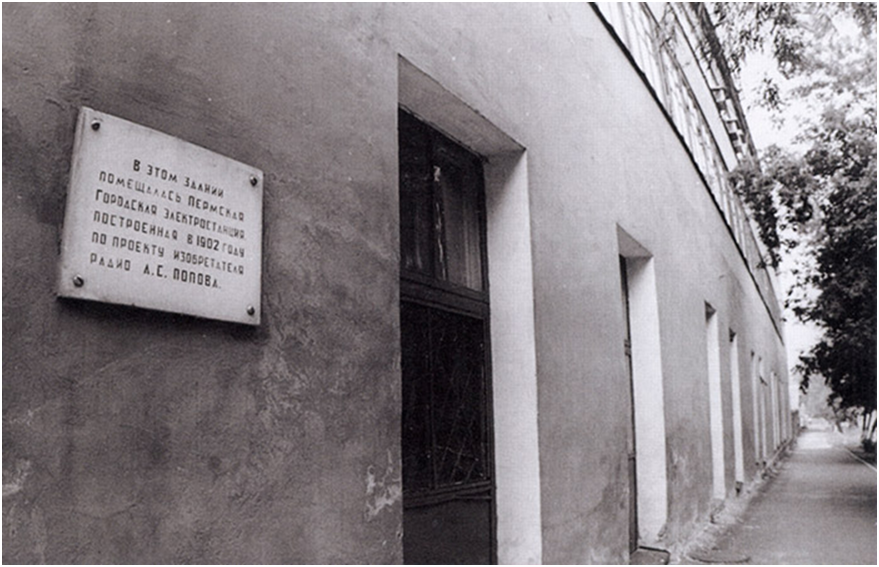 В ЭТОМ ЗДАНИИ
ПОМЕЩАЛАСЬ ПЕРМСКАЯ
ГОРОДСКАЯ ЭЛЕКТРОСТАНЦИЯ
ПОСТРОЕННАЯ В 1902 ГОДУ
ПО ПРОЕКТУ ИЗОБРЕТАТЕЛЯ
РАДИО А.С. ПОПОВА.